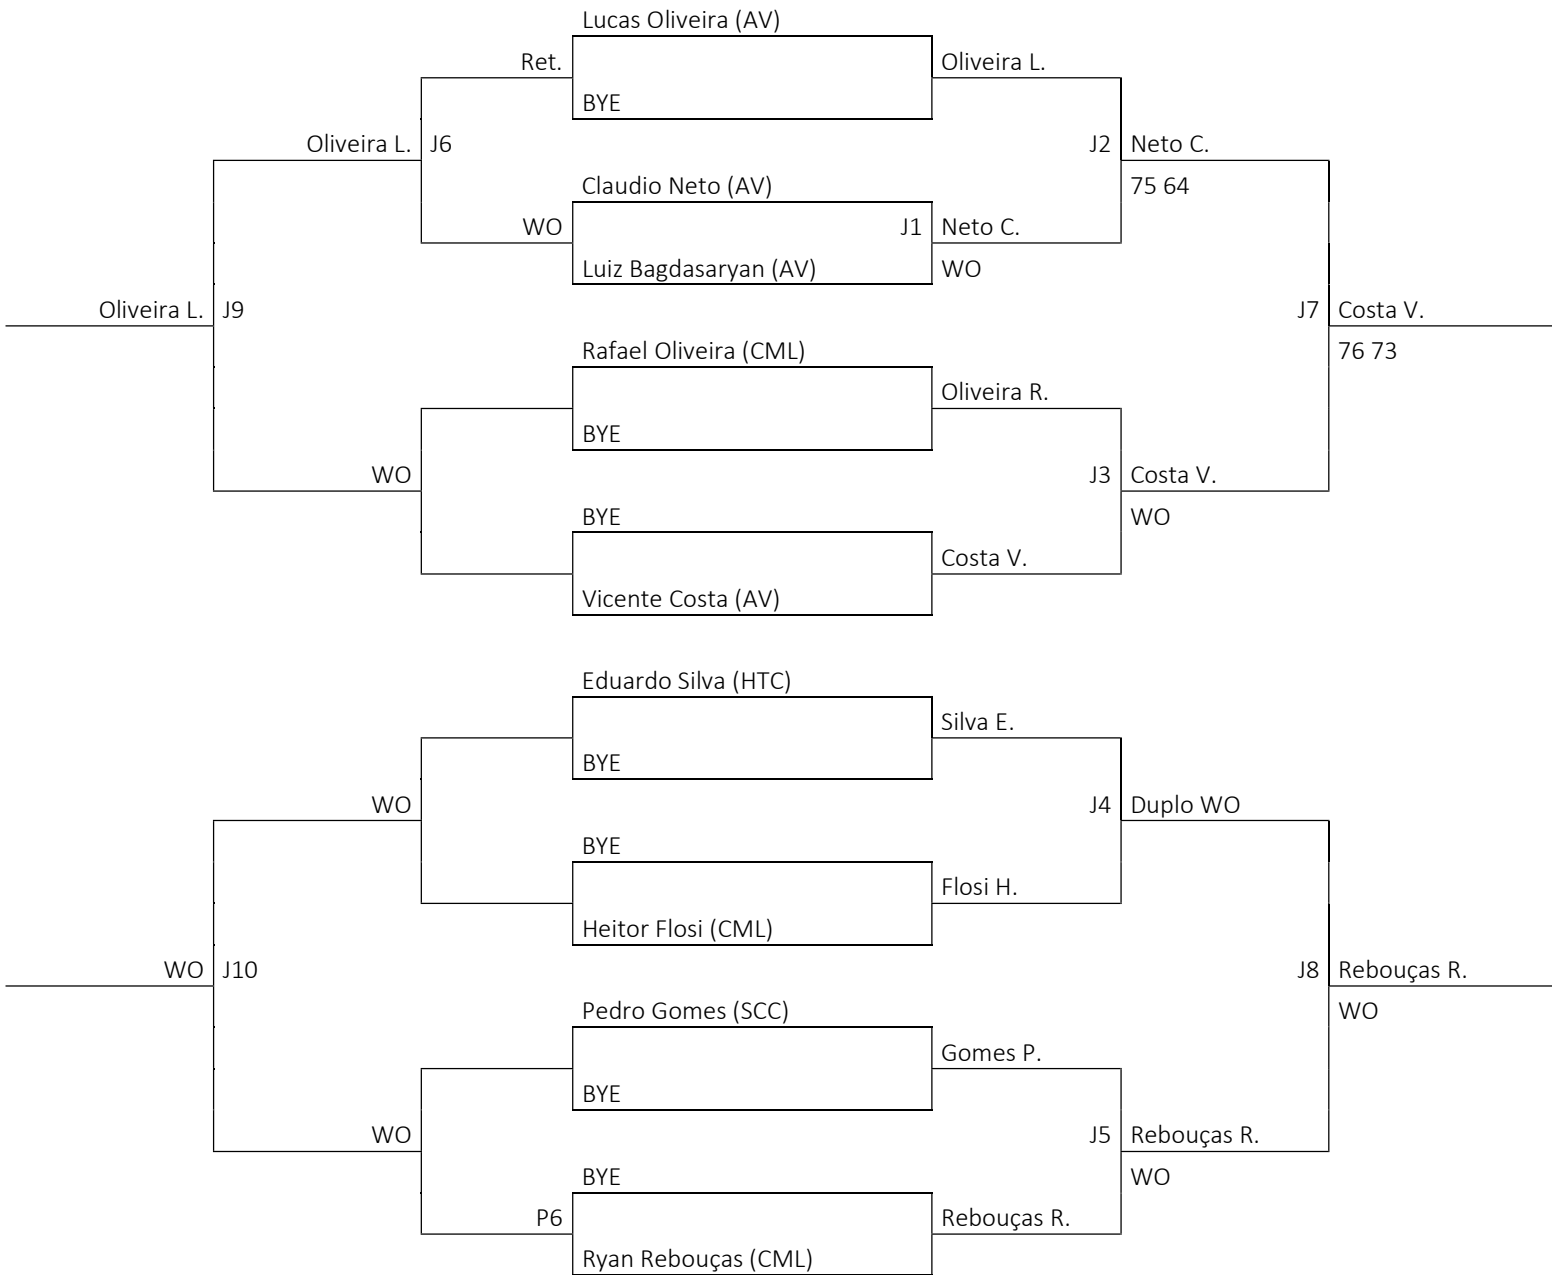 Lucas Oliveira (AV)
Ret.
Oliveira L.
BYE
Oliveira L.
J6
J2
Neto C.
Claudio Neto (AV)
75 64
WO
J1
Neto C.
Luiz Bagdasaryan (AV)
WO
Oliveira L.
J9
J7
Costa V.
Rafael Oliveira (CML)
76 73
Oliveira R.
BYE
WO
J3
Costa V.
BYE
WO
Costa V.
Vicente Costa (AV)
Eduardo Silva (HTC)
Silva E.
BYE
WO
J4
Duplo WO
BYE
Flosi H.
Heitor Flosi (CML)
WO
J10
J8
Rebouças R.
Pedro Gomes (SCC)
WO
Gomes P.
BYE
WO
J5
Rebouças R.
BYE
WO
P6
Rebouças R.
Ryan Rebouças (CML)